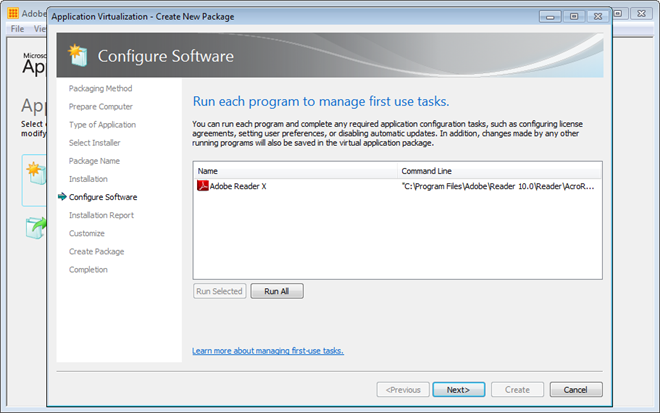 Adobe
Application Virtualization - Create New Package
File
Vie
Microsof
Configure Software
App
App
Select
modify
Packaging Method
Prepare Computer
Type of Application
Select Installer
Package Name
Installation
Configure Software
Installation Report
Customize
Create Package
Completion
Run each program to manage first use tasks.
You can run each program and complete any required application configuration tasks, such as configuring license
agreements, setting user preferences, or disabling automatic updates. In addition, changes made by any other
running programs will also be saved in the virtual application package.
Name Command Line
Adobe Reader X "C:\Program Files\Adobe\Reader 10.0\Reader\AcroR...
Run Selected Run All
Learn more about managing first-use tasks.
<Previous Next> Create Cancel